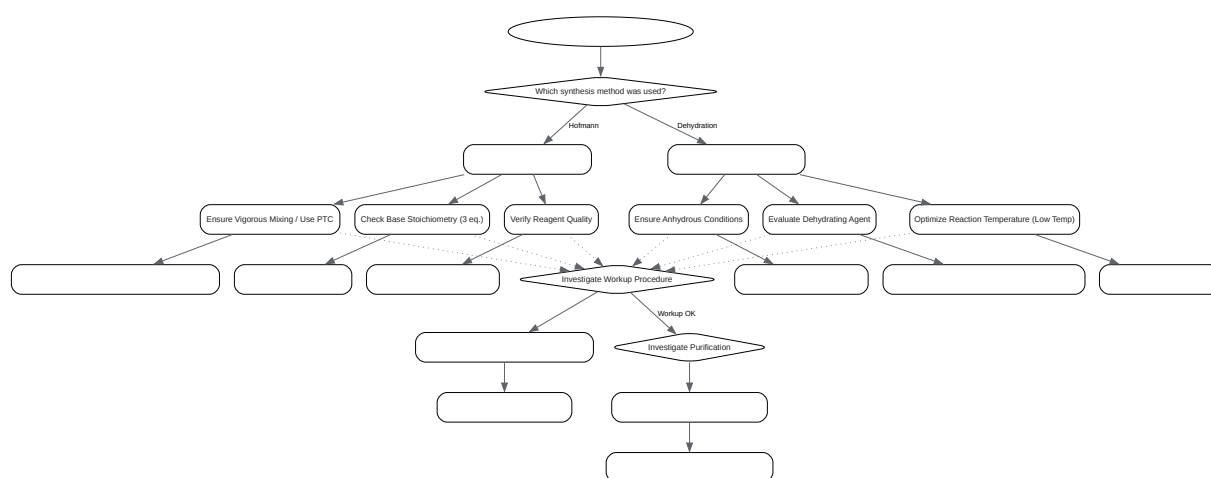 Which synthesis method was used?
Hofmann
Dehydration
Ensure Vigorous Mixing / Use PTC
Check Base Stoichiometry (3 eq.)
Verify Reagent Quality
Ensure Anhydrous Conditions
Evaluate Dehydrating Agent
Optimize Reaction Temperature (Low Temp)
Investigate Workup Procedure
Workup OK
Investigate Purification